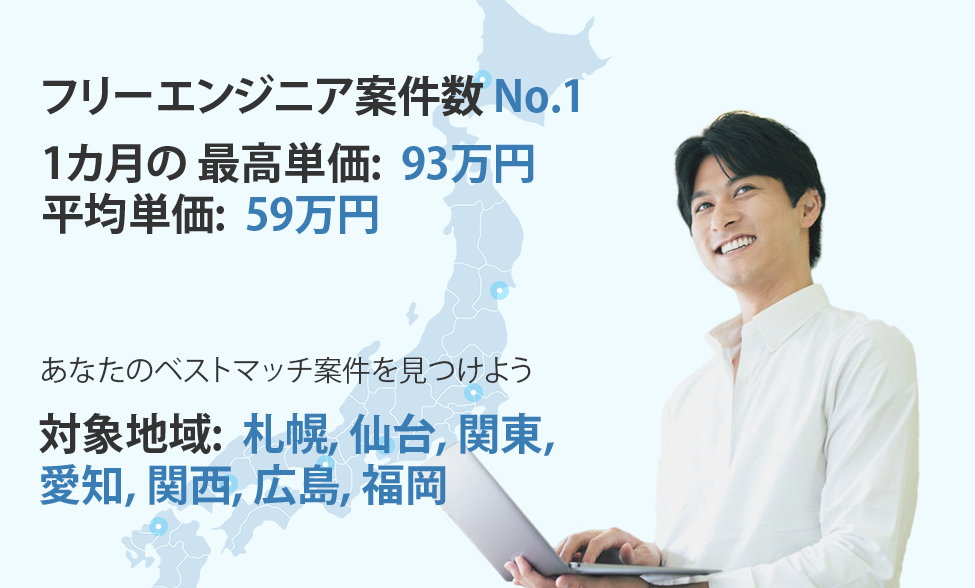 フリーエンジニア案件数 No.1
1カ月の 最高単価: 93万円
平均単価: 59万円
あなたのベストマッチ案件を見つけよう
対象地域: 札幌, 仙台, 関東,
愛知, 関西, 広島, 福岡